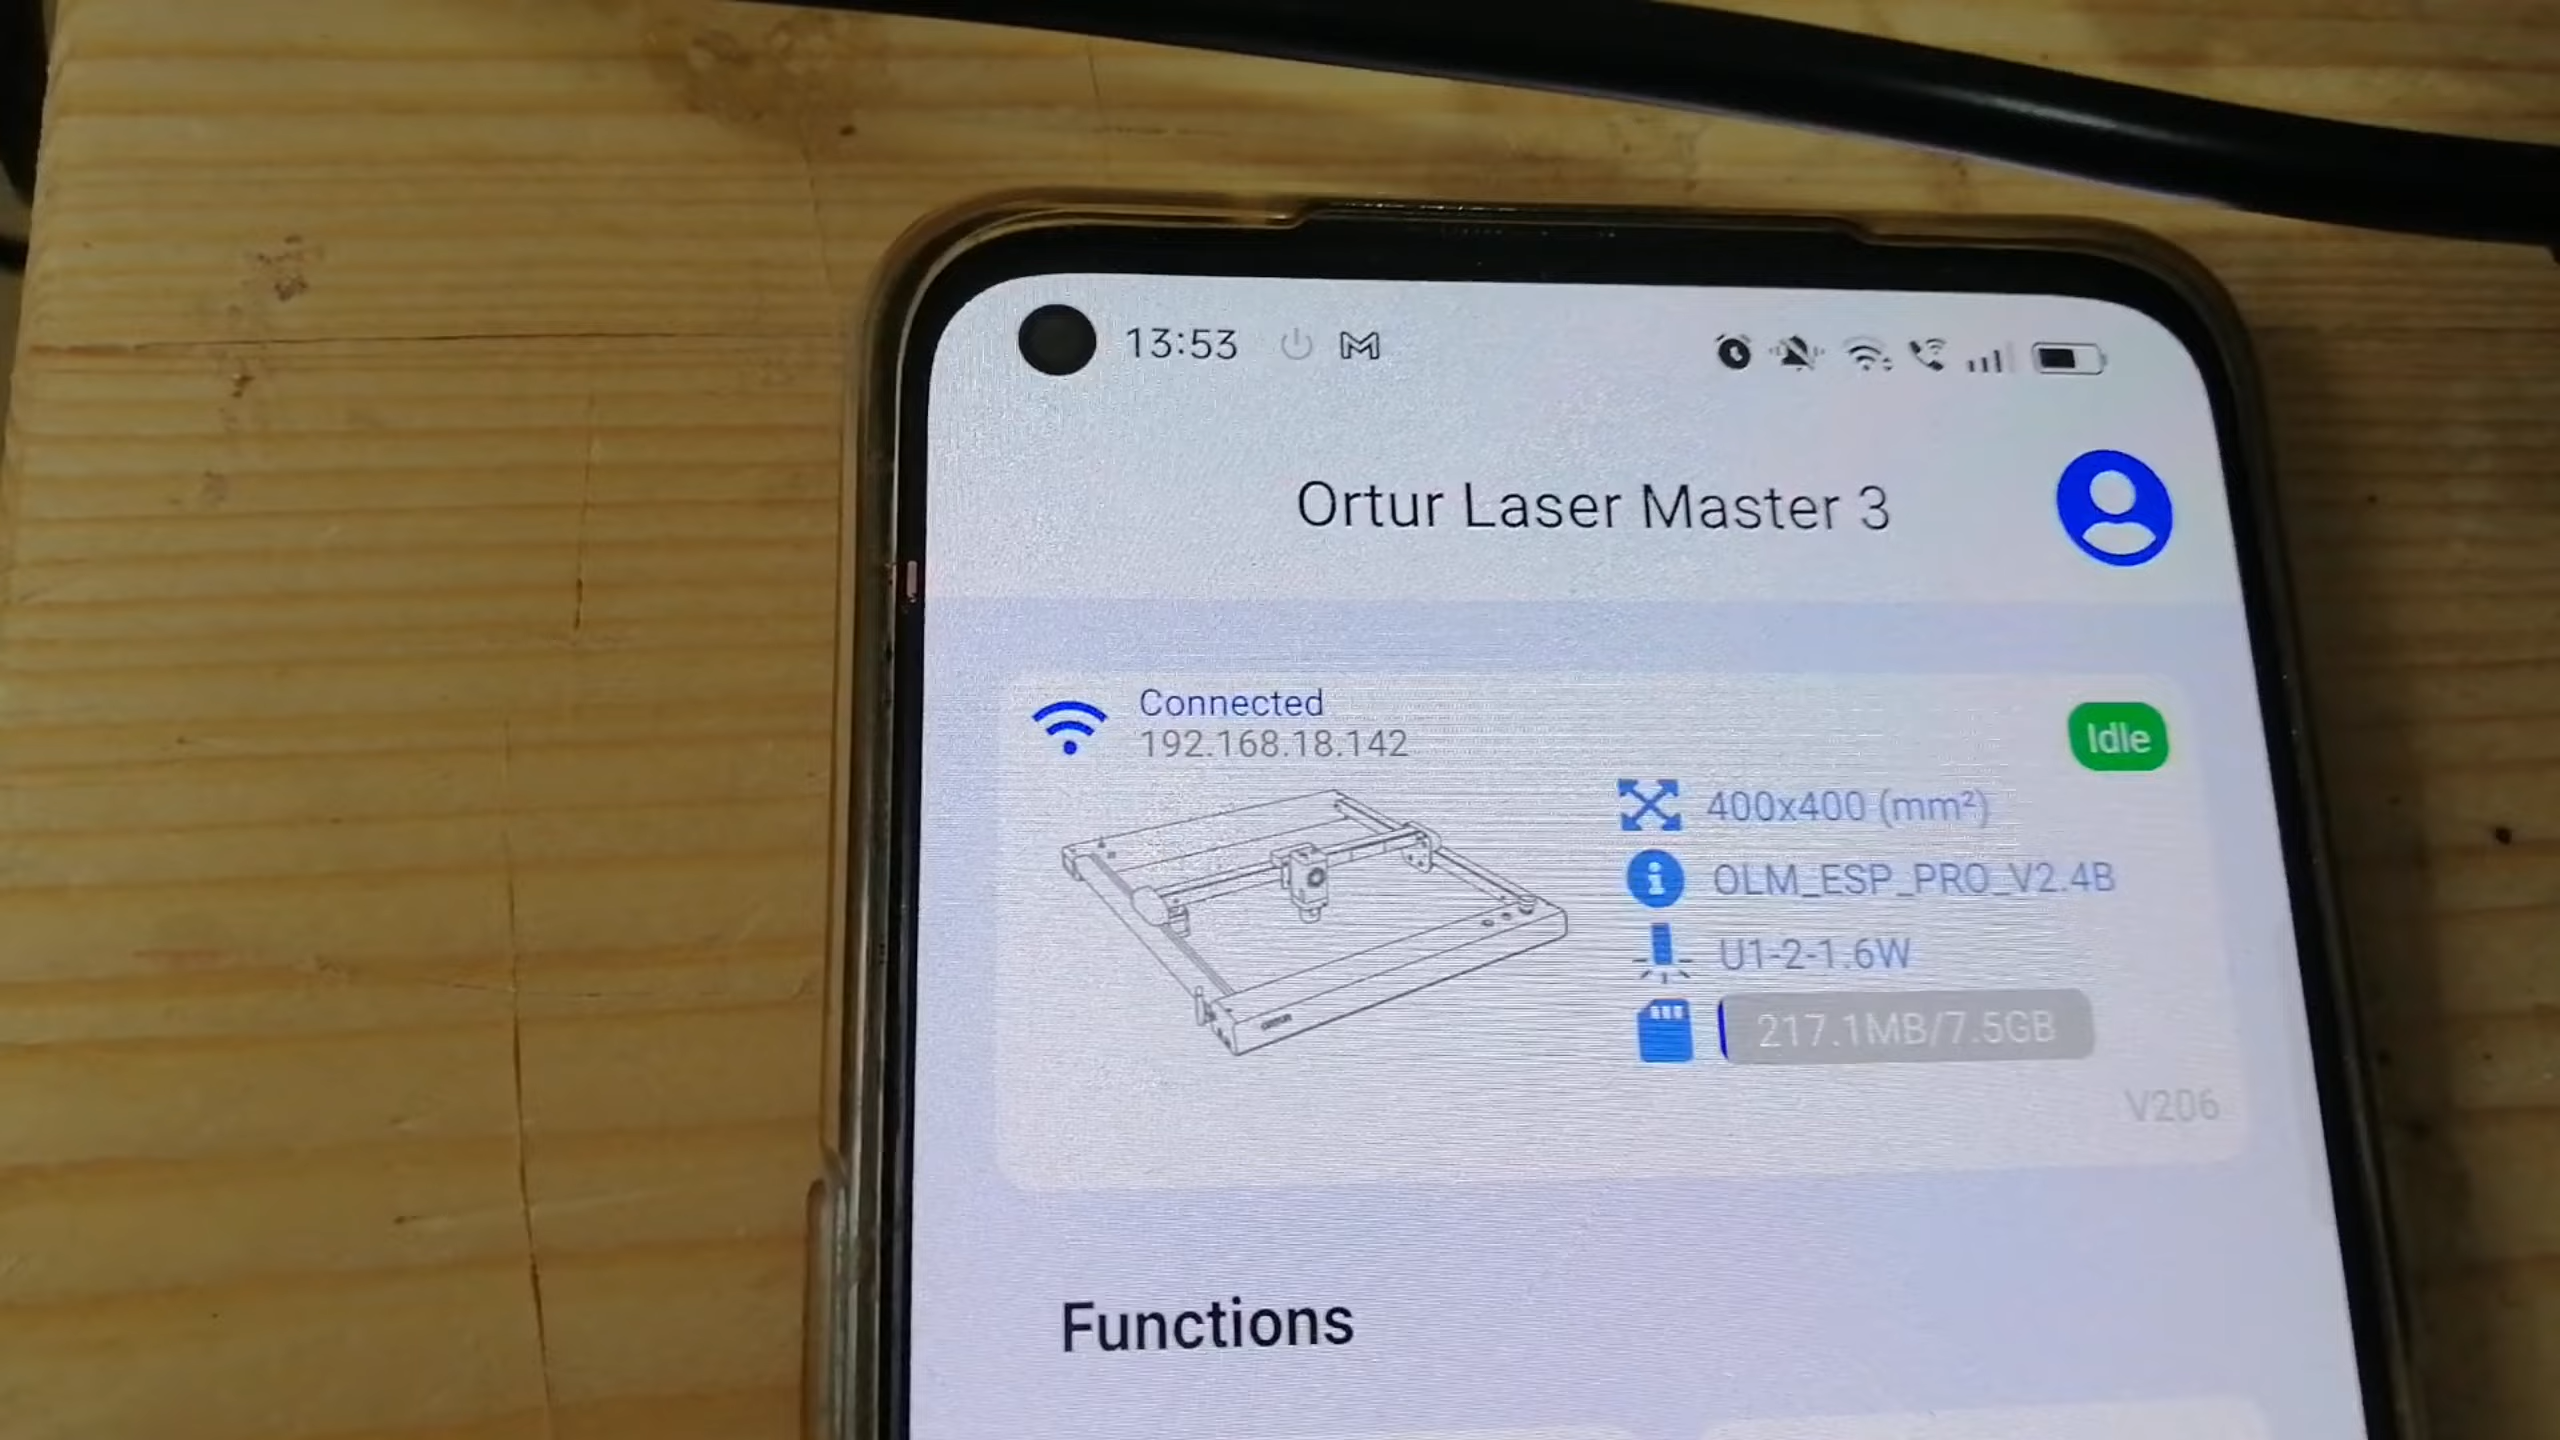 13:53
Ortur Laser Master 3
Connected
192.168.18.142
Idle
400x400 (mm²)
OLM_ESP_PRO_V2.4B
U1-2-1.6W
217.1MB/7.5GB
V206
Functions